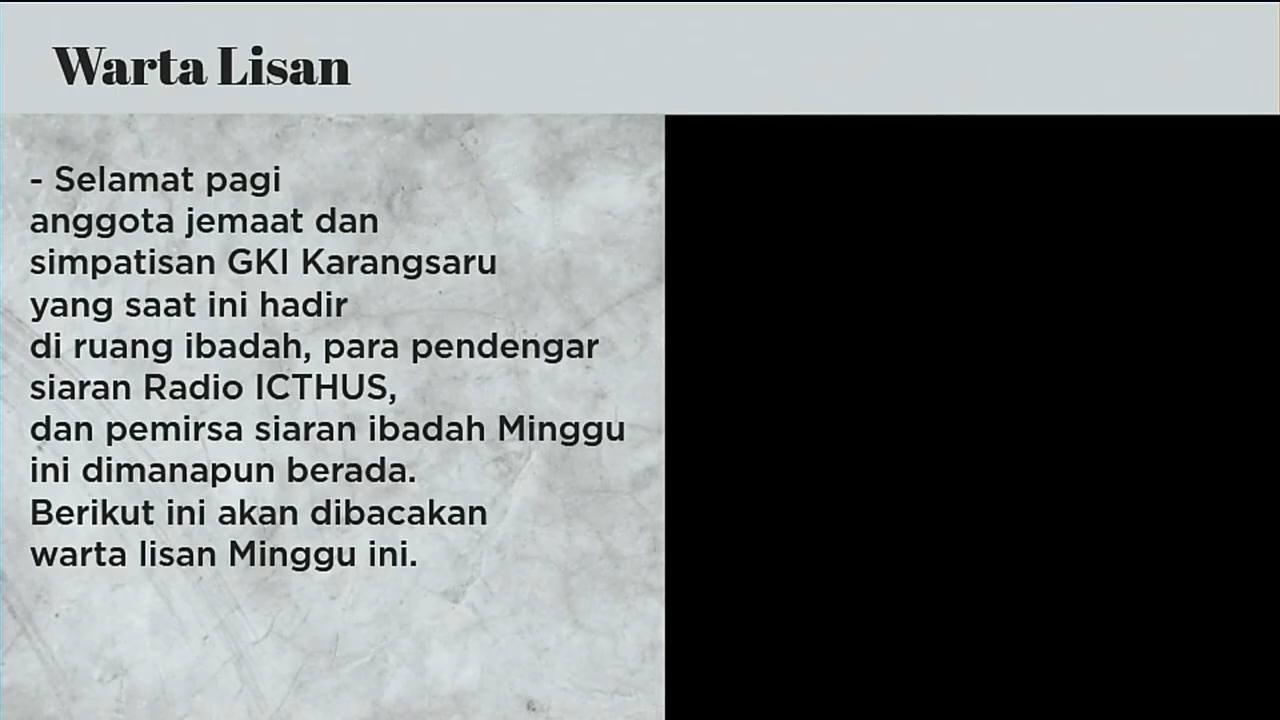 Warta Lisan
- Selamat pagi
anggota jemaat dan
simpatisan GKI Karangsaru
yang saat ini hadir
di ruang ibadah, para pendengar
siaran Radio ICTHUS,
dan pemirsa siaran ibadah Minggu
ini dimanapun berada.
Berikut ini akan dibacakan
warta lisan Minggu ini.